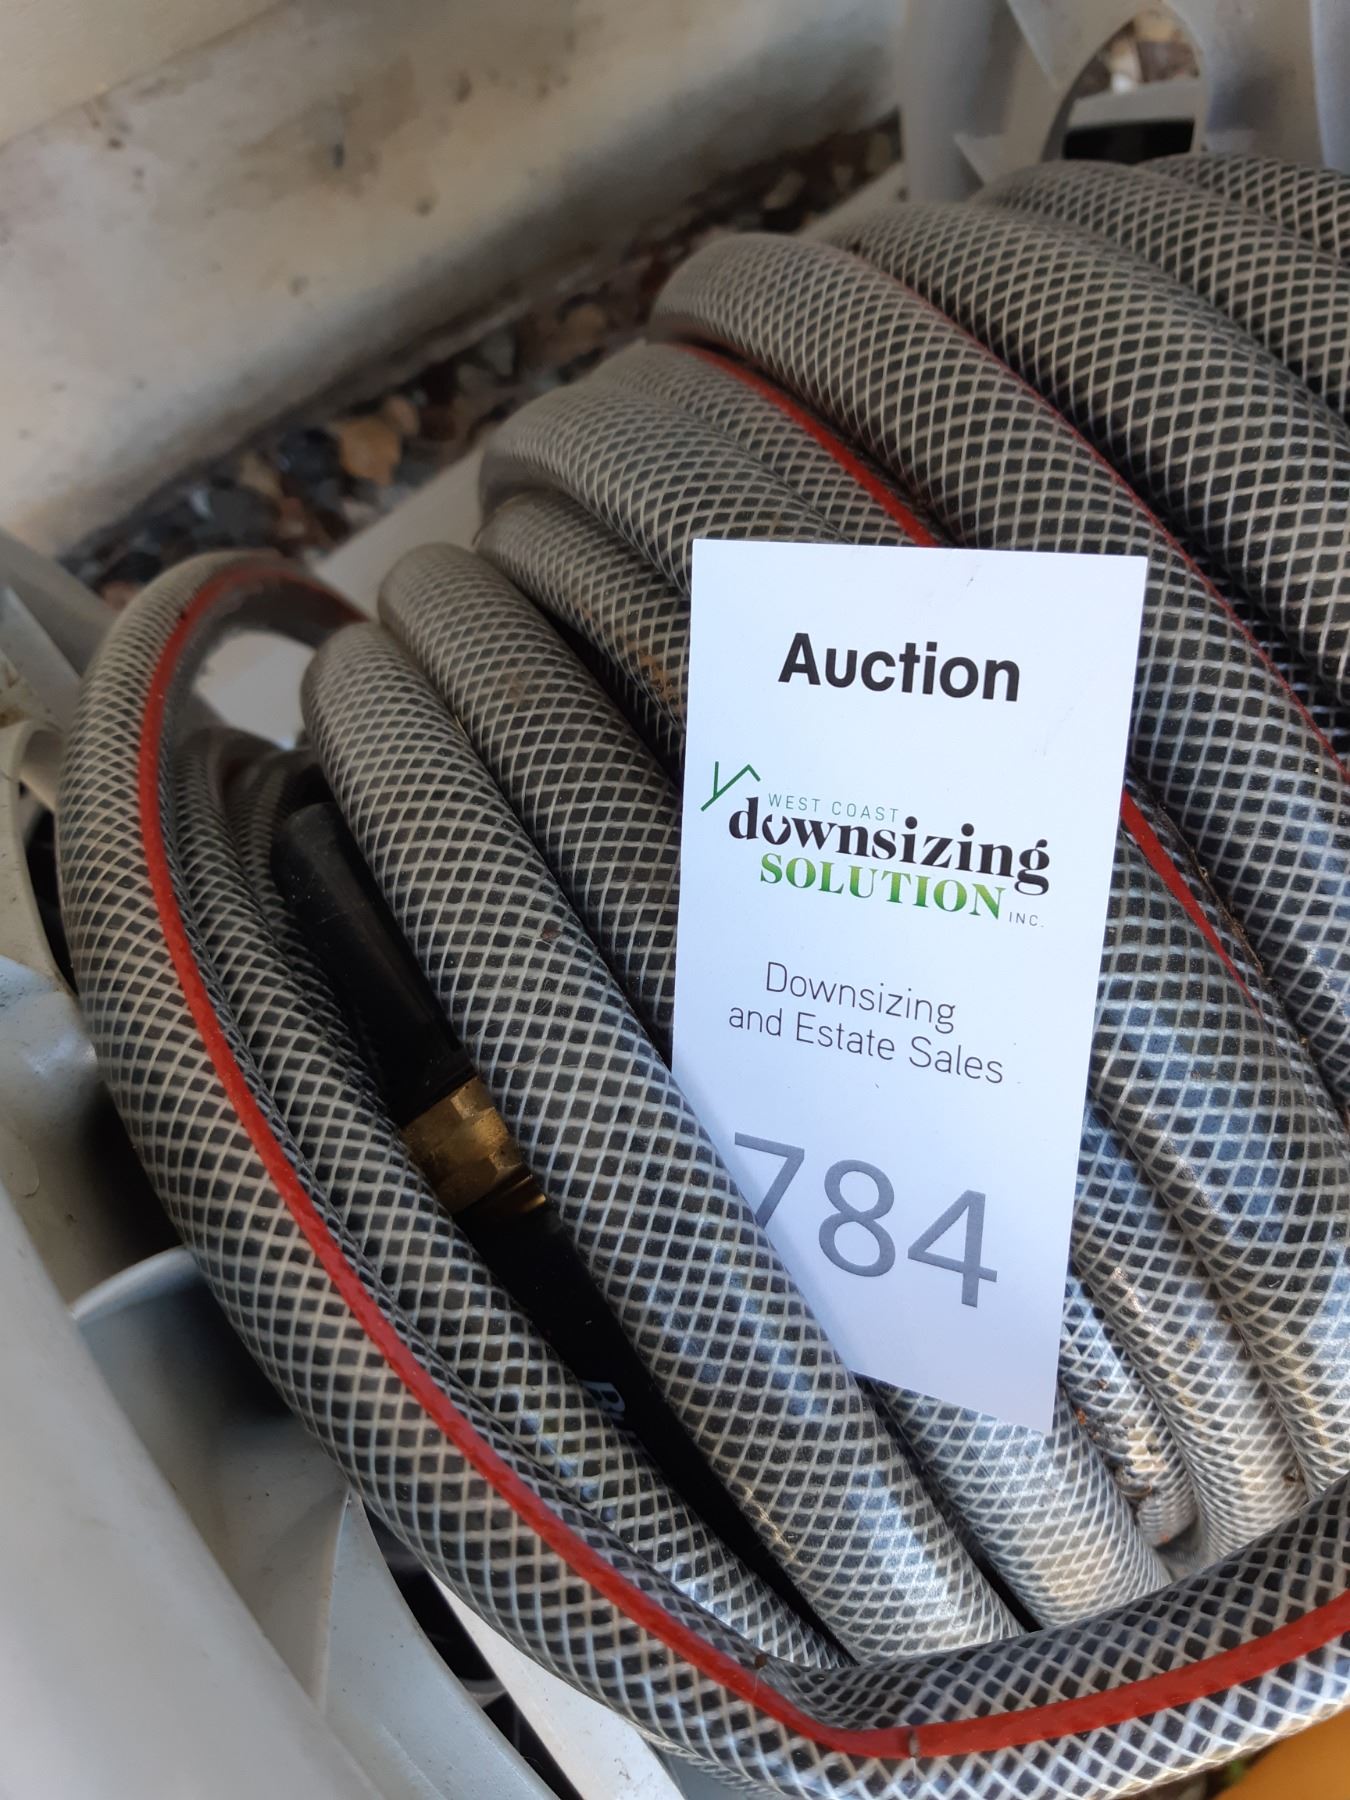 Auction
WEST COAST
downsizing
SOLUTION INC.
Downsizing
and Estate Sales
784